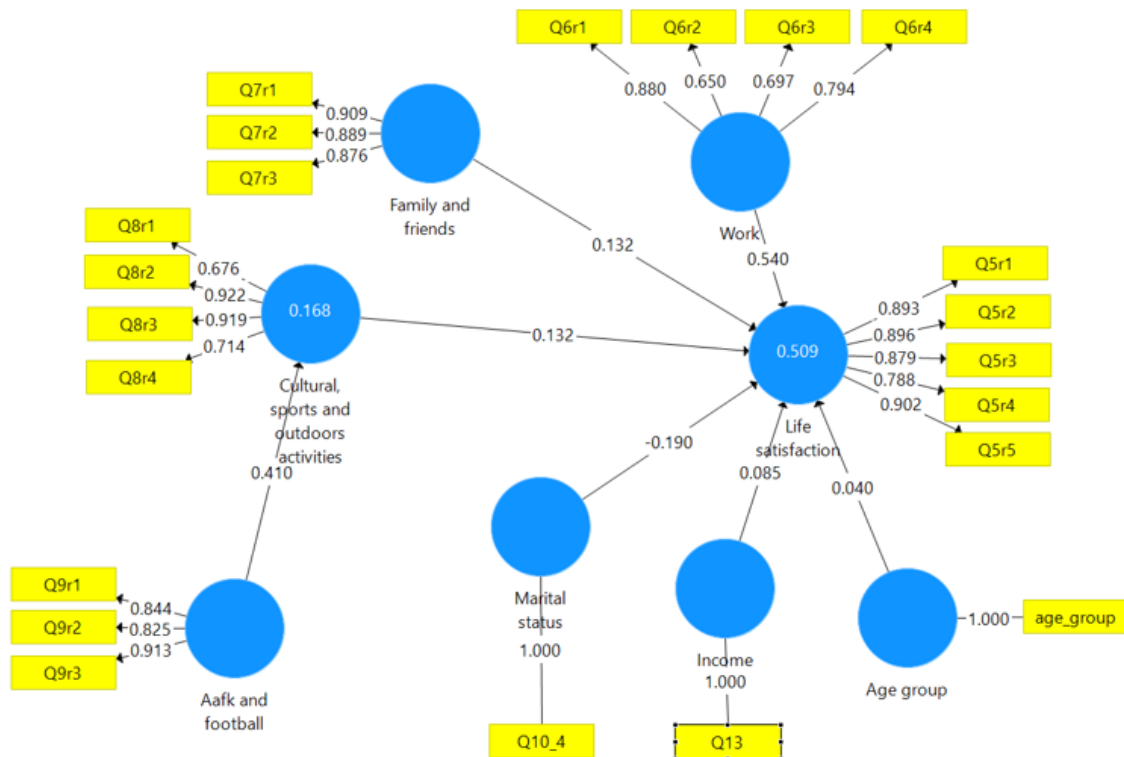 Q6r1
Q6r2
Q6r3
Q6r4
0.880
0.650
0.697
0.794
Work
0.540
Q7r1
Q7r2
Q7r3
0.909
0.889
0.876
Family and
friends
0.132
Q8r1
Q8r2
Q8r3
Q8r4
0.676
0.922
0.919
0.714
0.168
Cultural,
sports and
outdoors
activities
0.132
0.410
Q5r1
Q5r2
Q5r3
Q5r4
Q5r5
0.893
0.896
0.879
0.788
0.902
0.509
Life
satisfaction
-0.190
0.085
0.040
Q9r1
Q9r2
Q9r3
0.844
0.825
0.913
Aafk and
football
Marital
status
1.000
Q10_4
Income
1.000
Q13
Age group
1.000
age_group